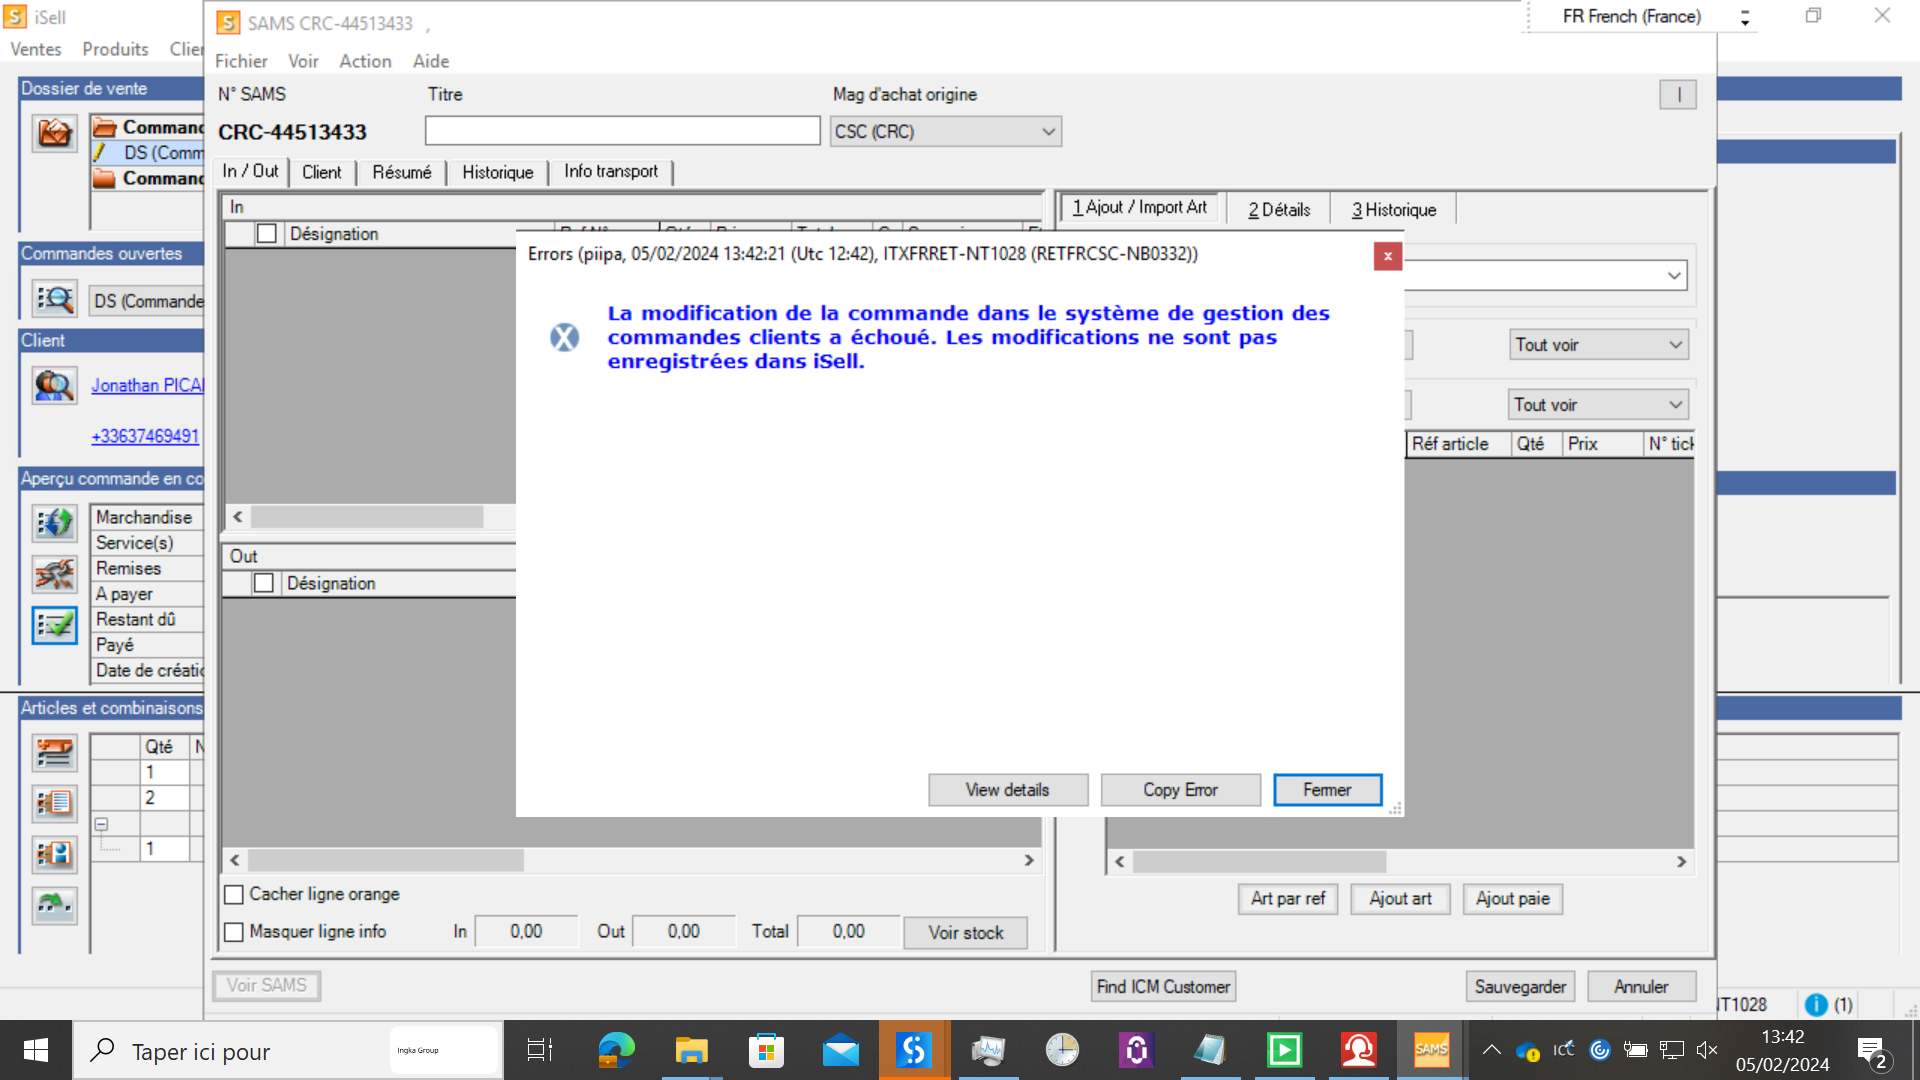 iSell
Ventes Produits Clier
SAMS CRC-44513433 ,
FR French (France)
Fichier Voir Action Aide
N° SAMS
Titre
Mag d'achat origine
CRC-44513433
CSC (CRC)
In / Out
Client
Résumé
Historique
Info transport
Dossier de vente
Command
DS (Comm
Command
Commandes ouvertes
DS (Commande
Client
Jonathan PICAI
+33637469491
Aperçu commande en co
Marchandise
Service(s)
Remises
A payer
Restant dû
Payé
Date de créatio
Articles et combinaisons
Qté N
1
2
1
In
Désignation
1 Ajout / Import Art
2 Détails
3 Historique
Errors (piipa, 05/02/2024 13:42:21 (Utc 12:42), ITXFRRET-NT1028 (RETFRCSC-NB0332))
x
La modification de la commande dans le système de gestion des
commandes clients a échoué. Les modifications ne sont pas
enregistrées dans iSell.
View details
Copy Error
Fermer
Tout voir
Tout voir
Réf article Qté Prix N° tick
Out
Désignation
Cacher ligne orange
Masquer ligne info
In 0,00 Out 0,00 Total 0,00
Voir stock
Art par ref
Ajout art
Ajout paie
Voir SAMS
Find ICM Customer
Sauvegarder
Annuler
NT1028
(1)
Taper ici pour
Ingka Group
SAMS
ICC
13:42
05/02/2024
2